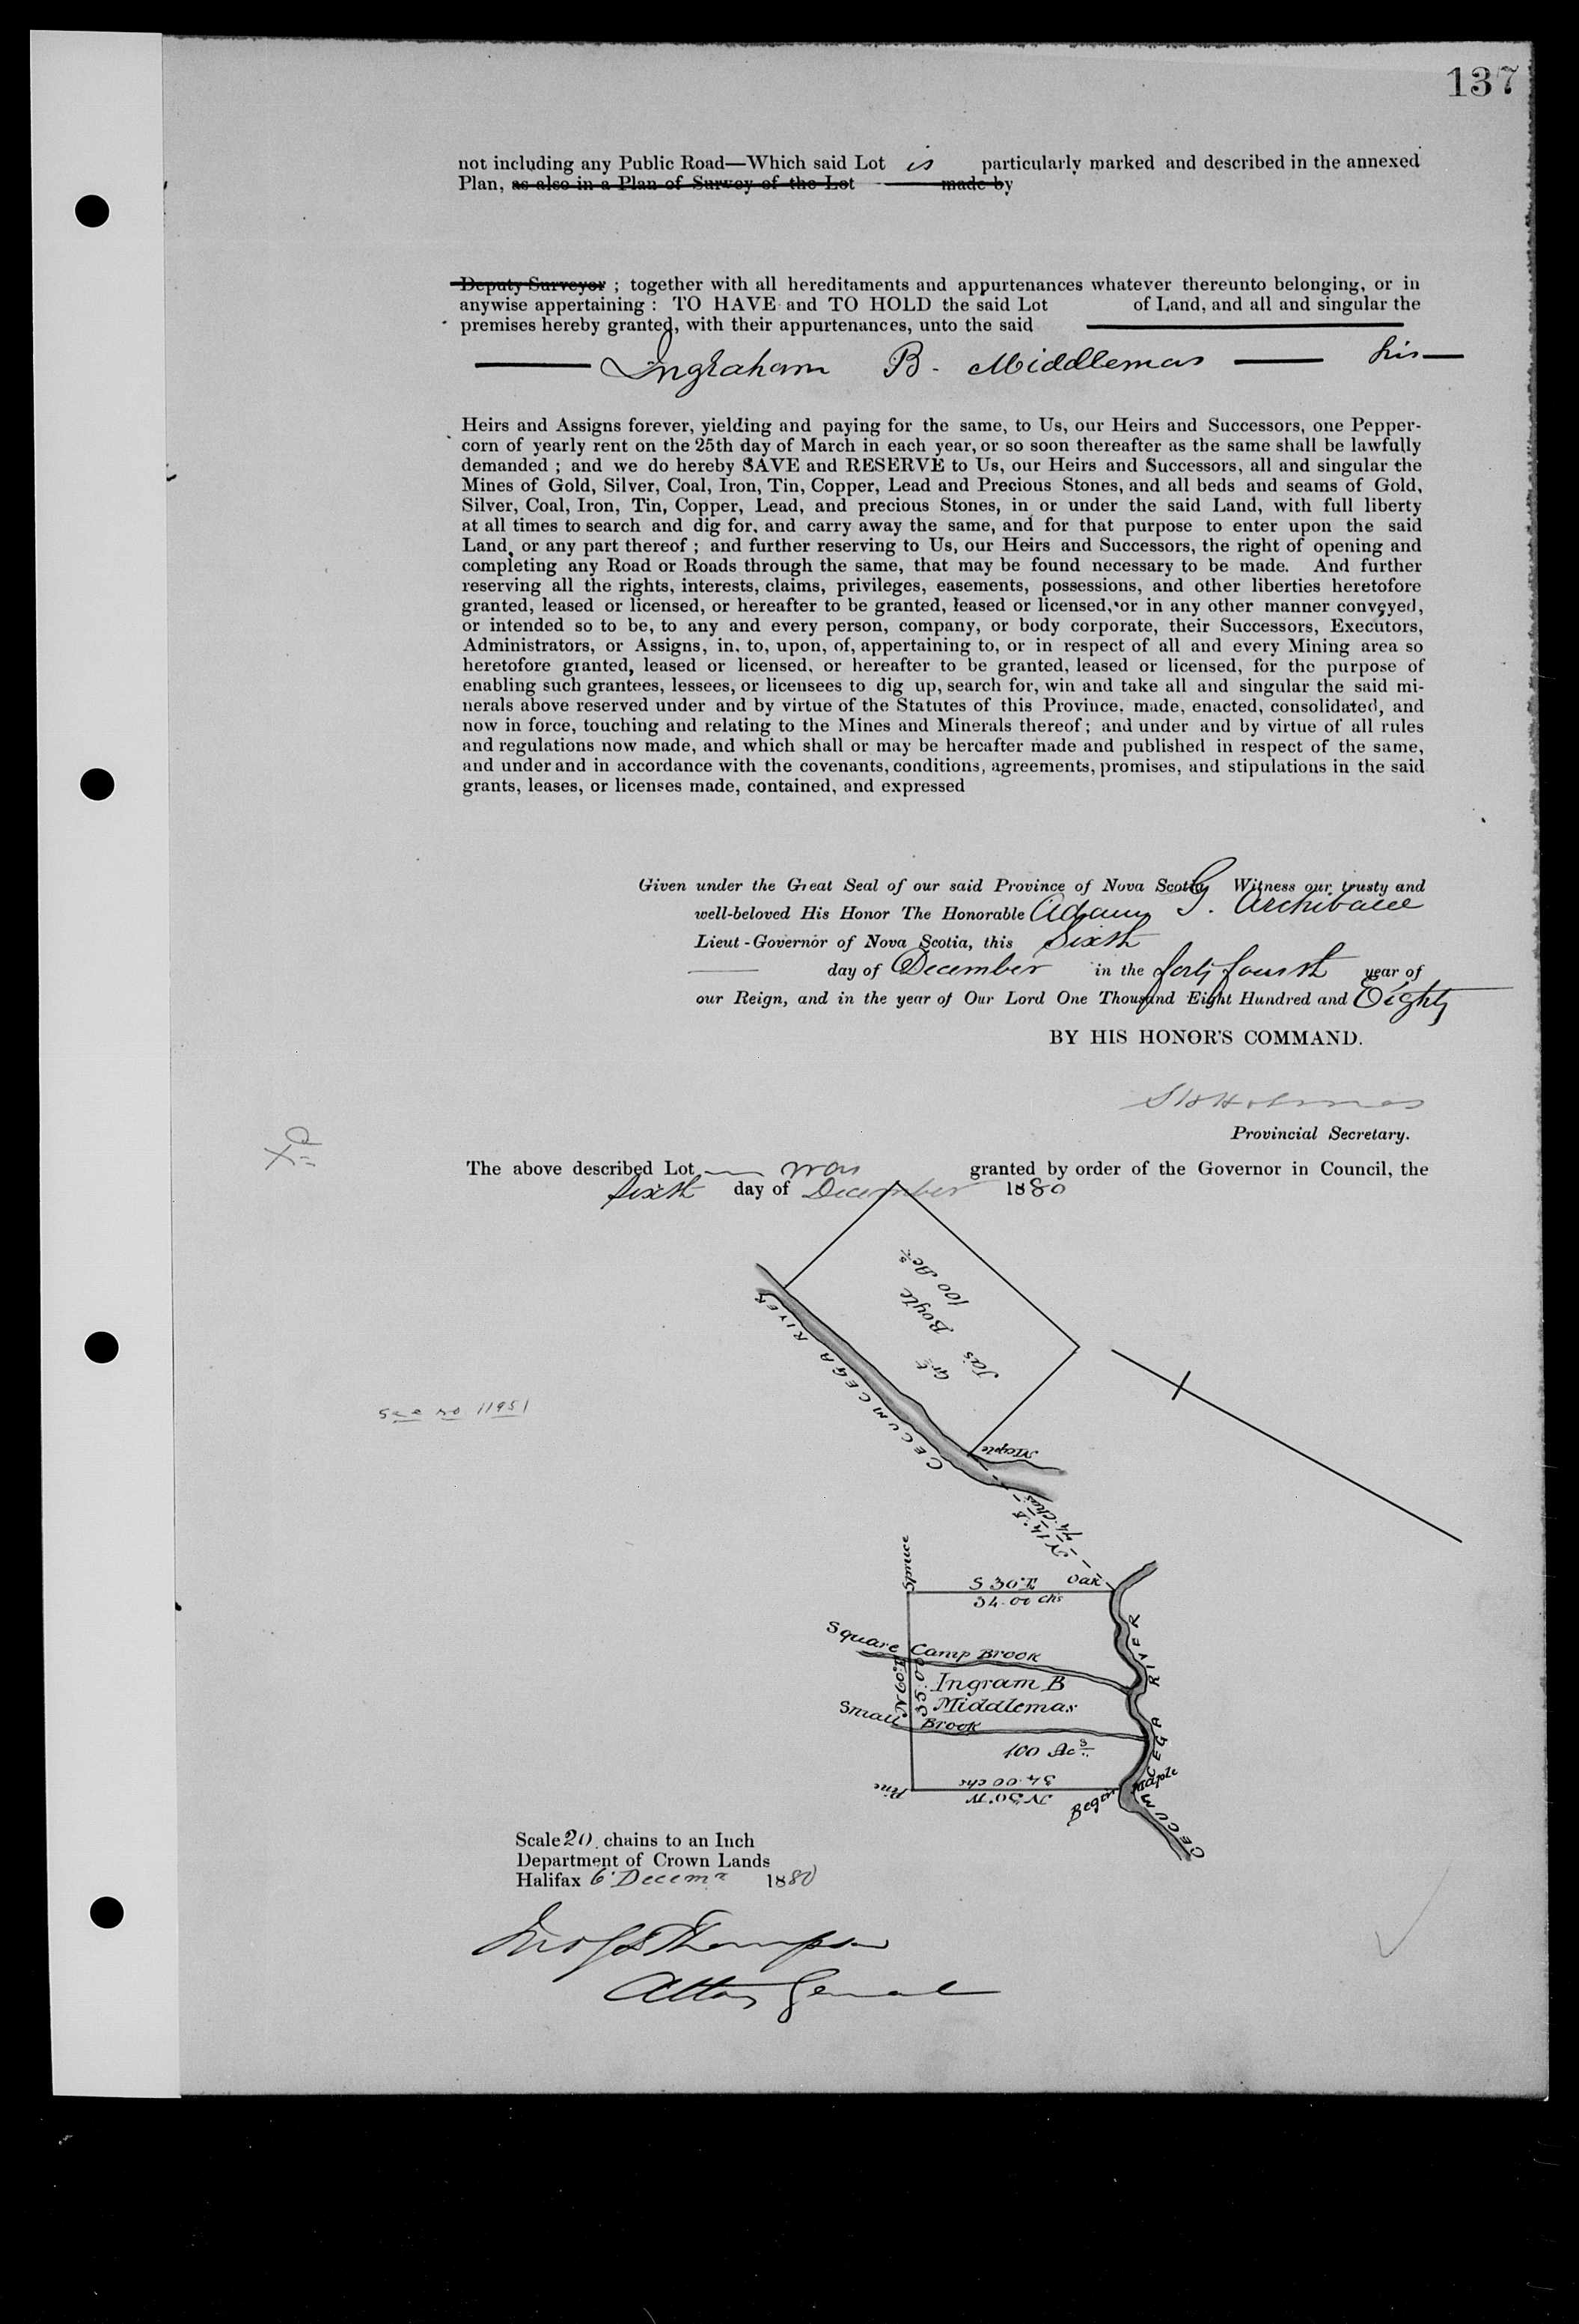 137
not including any Public Road—Which said Lot is particularly marked and described in the annexed
Plan, as also in a Plan of Survey of the Lot made by
Deputy Surveyor ; together with all hereditaments and appurtenances whatever thereunto belonging, or in
anywise appertaining : TO HAVE and TO HOLD the said Lot of Land, and all and singular the
premises hereby granted, with their appurtenances, unto the said
Ingraham B. Middlemas his
Heirs and Assigns forever, yielding and paying for the same, to Us, our Heirs and Successors, one Pepper-
corn of yearly rent on the 25th day of March in each year, or so soon thereafter as the same shall be lawfully
demanded ; and we do hereby SAVE and RESERVE to Us, our Heirs and Successors, all and singular the
Mines of Gold, Silver, Coal, Iron, Tin, Copper, Lead and Precious Stones, and all beds and seams of Gold,
Silver, Coal, Iron, Tin, Copper, Lead, and precious Stones, in or under the said Land, with full liberty
at all times to search and dig for, and carry away the same, and for that purpose to enter upon the said
Land, or any part thereof ; and further reserving to Us, our Heirs and Successors, the right of opening and
completing any Road or Roads through the same, that may be found necessary to be made. And further
reserving all the rights, interests, claims, privileges, easements, possessions, and other liberties heretofore
granted, leased or licensed, or hereafter to be granted, leased or licensed, or in any other manner conveyed,
or intended so to be, to any and every person, company, or body corporate, their Successors, Executors,
Administrators, or Assigns, in, to, upon, of, appertaining to, or in respect of all and every Mining area so
heretofore granted, leased or licensed, or hereafter to be granted, leased or licensed, for the purpose of
enabling such grantees, lessees, or licensees to dig up, search for, win and take all and singular the said mi-
nerals above reserved under and by virtue of the Statutes of this Province, made, enacted, consolidated, and
now in force, touching and relating to the Mines and Minerals thereof ; and under and by virtue of all rules
and regulations now made, and which shall or may be hereafter made and published in respect of the same,
and under and in accordance with the covenants, conditions, agreements, promises, and stipulations in the said
grants, leases, or licenses made, contained, and expressed
Given under the Great Seal of our said Province of Nova Scotia Witness our trusty and
well-beloved His Honor The Honorable Adams G. Archibald
Lieut-Governor of Nova Scotia, this Sixth
day of December in the forty fourth year of
our Reign, and in the year of Our Lord One Thousand Eight Hundred and Eighty
BY HIS HONOR'S COMMAND.
S H Holmes
Provincial Secretary.
The above described Lot was granted by order of the Governor in Council, the
sixth day of December 1880
Grt
Jas Boyle
100 Acs
CECUMCEGA RIVER
see no 11951
Maple
N 14° E
74 chns
Spruce
S 30° E Oak
34.00 chs
Square Camp Brook
N 60° E
35.00
Ingram B
Middlemas
Small Brook
100 Acs
34.00 chs
N 30° W
Pine
Began
Maple
CECUMCEGA RIVER
Scale 20 chains to an Inch
Department of Crown Lands
Halifax 6 Decemr 1880
Jno S D Thompson
Atto Genral